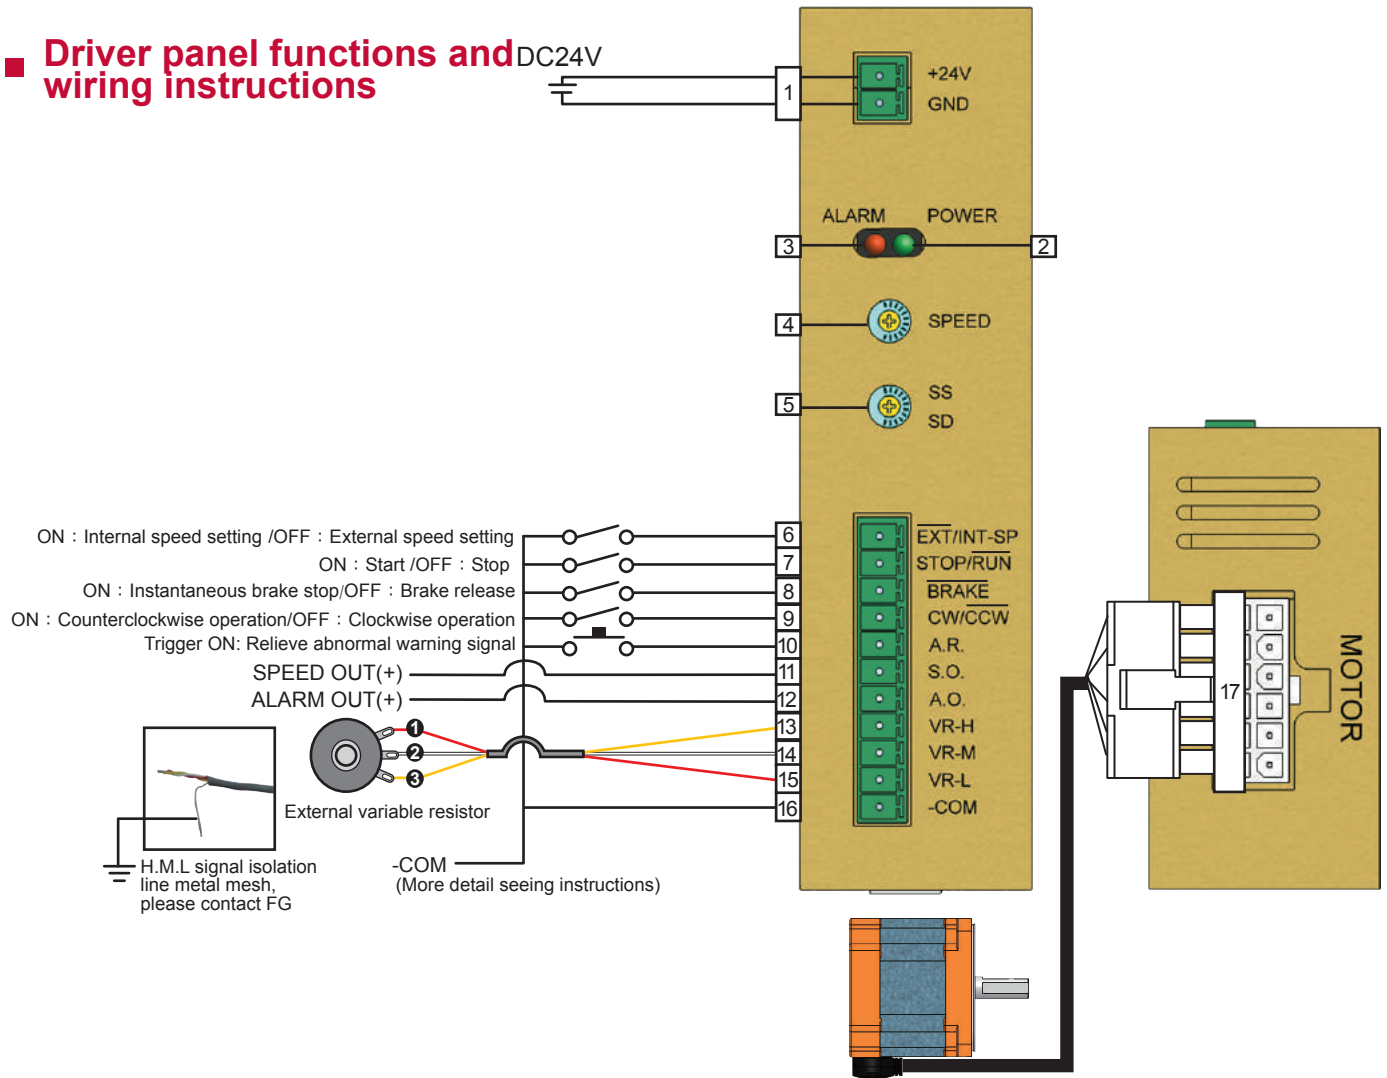 ■ Driver panel functions and
wiring instructions
DC24V
1
+24V
GND
ALARM
POWER
3
2
4
SPEED
5
SS
SD
ON：Internal speed setting /OFF：External speed setting
6
E̅X̅T̅/INT-SP
ON：Start /OFF：Stop
7
STOP/R̅U̅N̅
ON：Instantaneous brake stop/OFF：Brake release
8
B̅R̅A̅K̅E̅
ON：Counterclockwise operation/OFF：Clockwise operation
9
CW/C̅C̅W̅
Trigger ON: Relieve abnormal warning signal
10
A.R.
SPEED OUT(+)
11
S.O.
ALARM OUT(+)
12
A.O.
1
13
VR-H
2
14
VR-M
3
15
VR-L
External variable resistor
16
-COM
-COM
(More detail seeing instructions)
H.M.L signal isolation
line metal mesh,
please contact FG
17
MOTOR